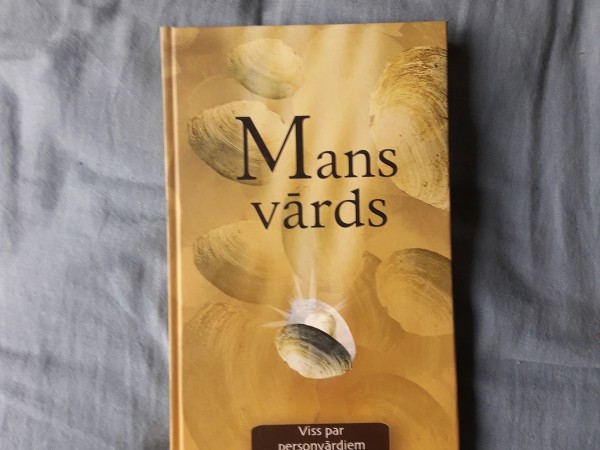 Mans
vārds
Viss par
personvārdiem